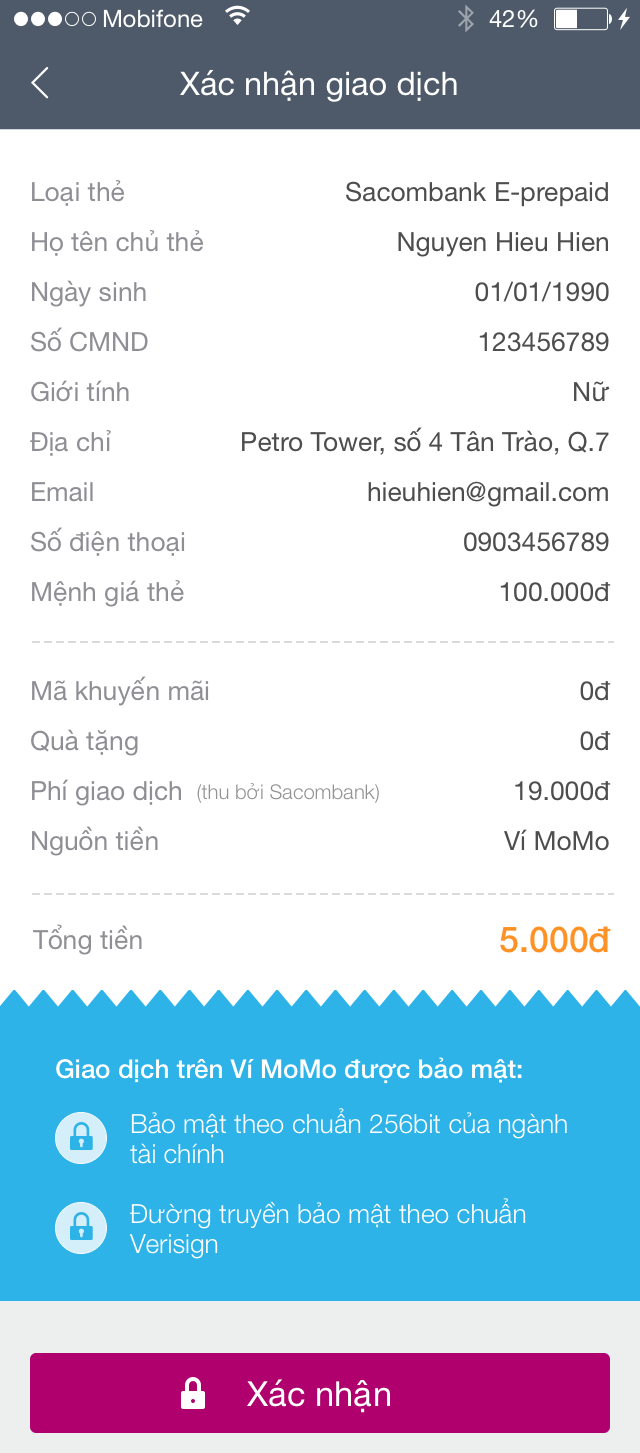 Mobifone 42%
Xác nhận giao dịch
Loại thẻ Sacombank E-prepaid
Họ tên chủ thẻ Nguyen Hieu Hien
Ngày sinh 01/01/1990
Số CMND 123456789
Giới tính Nữ
Địa chỉ Petro Tower, số 4 Tân Trào, Q.7
Email hieuhien@gmail.com
Số điện thoại 0903456789
Mệnh giá thẻ 100.000đ
Mã khuyến mãi 0đ
Quà tặng 0đ
Phí giao dịch (thu bởi Sacombank) 19.000đ
Nguồn tiền Ví MoMo
Tổng tiền 5.000đ
Giao dịch trên Ví MoMo được bảo mật:
Bảo mật theo chuẩn 256bit của ngành
tài chính
Đường truyền bảo mật theo chuẩn
Verisign
Xác nhận